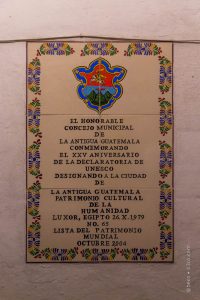 EL HONORABLE
CONCEJO MUNICIPAL
DE
LA ANTIGUA GUATEMALA
CONMEMORANDO
EL XXV ANIVERSARIO
DE LA DECLARATORIA DE
UNESCO
DESIGNANDO A LA CIUDAD
DE
LA ANTIGUA GUATEMALA
PATRIMONIO CULTURAL
DE LA
HUMANIDAD
LUXOR, EGIPTO 26.X.1979
NO. 65
LISTA DEL PATRIMONIO
MUNDIAL
OCTUBRE 2004